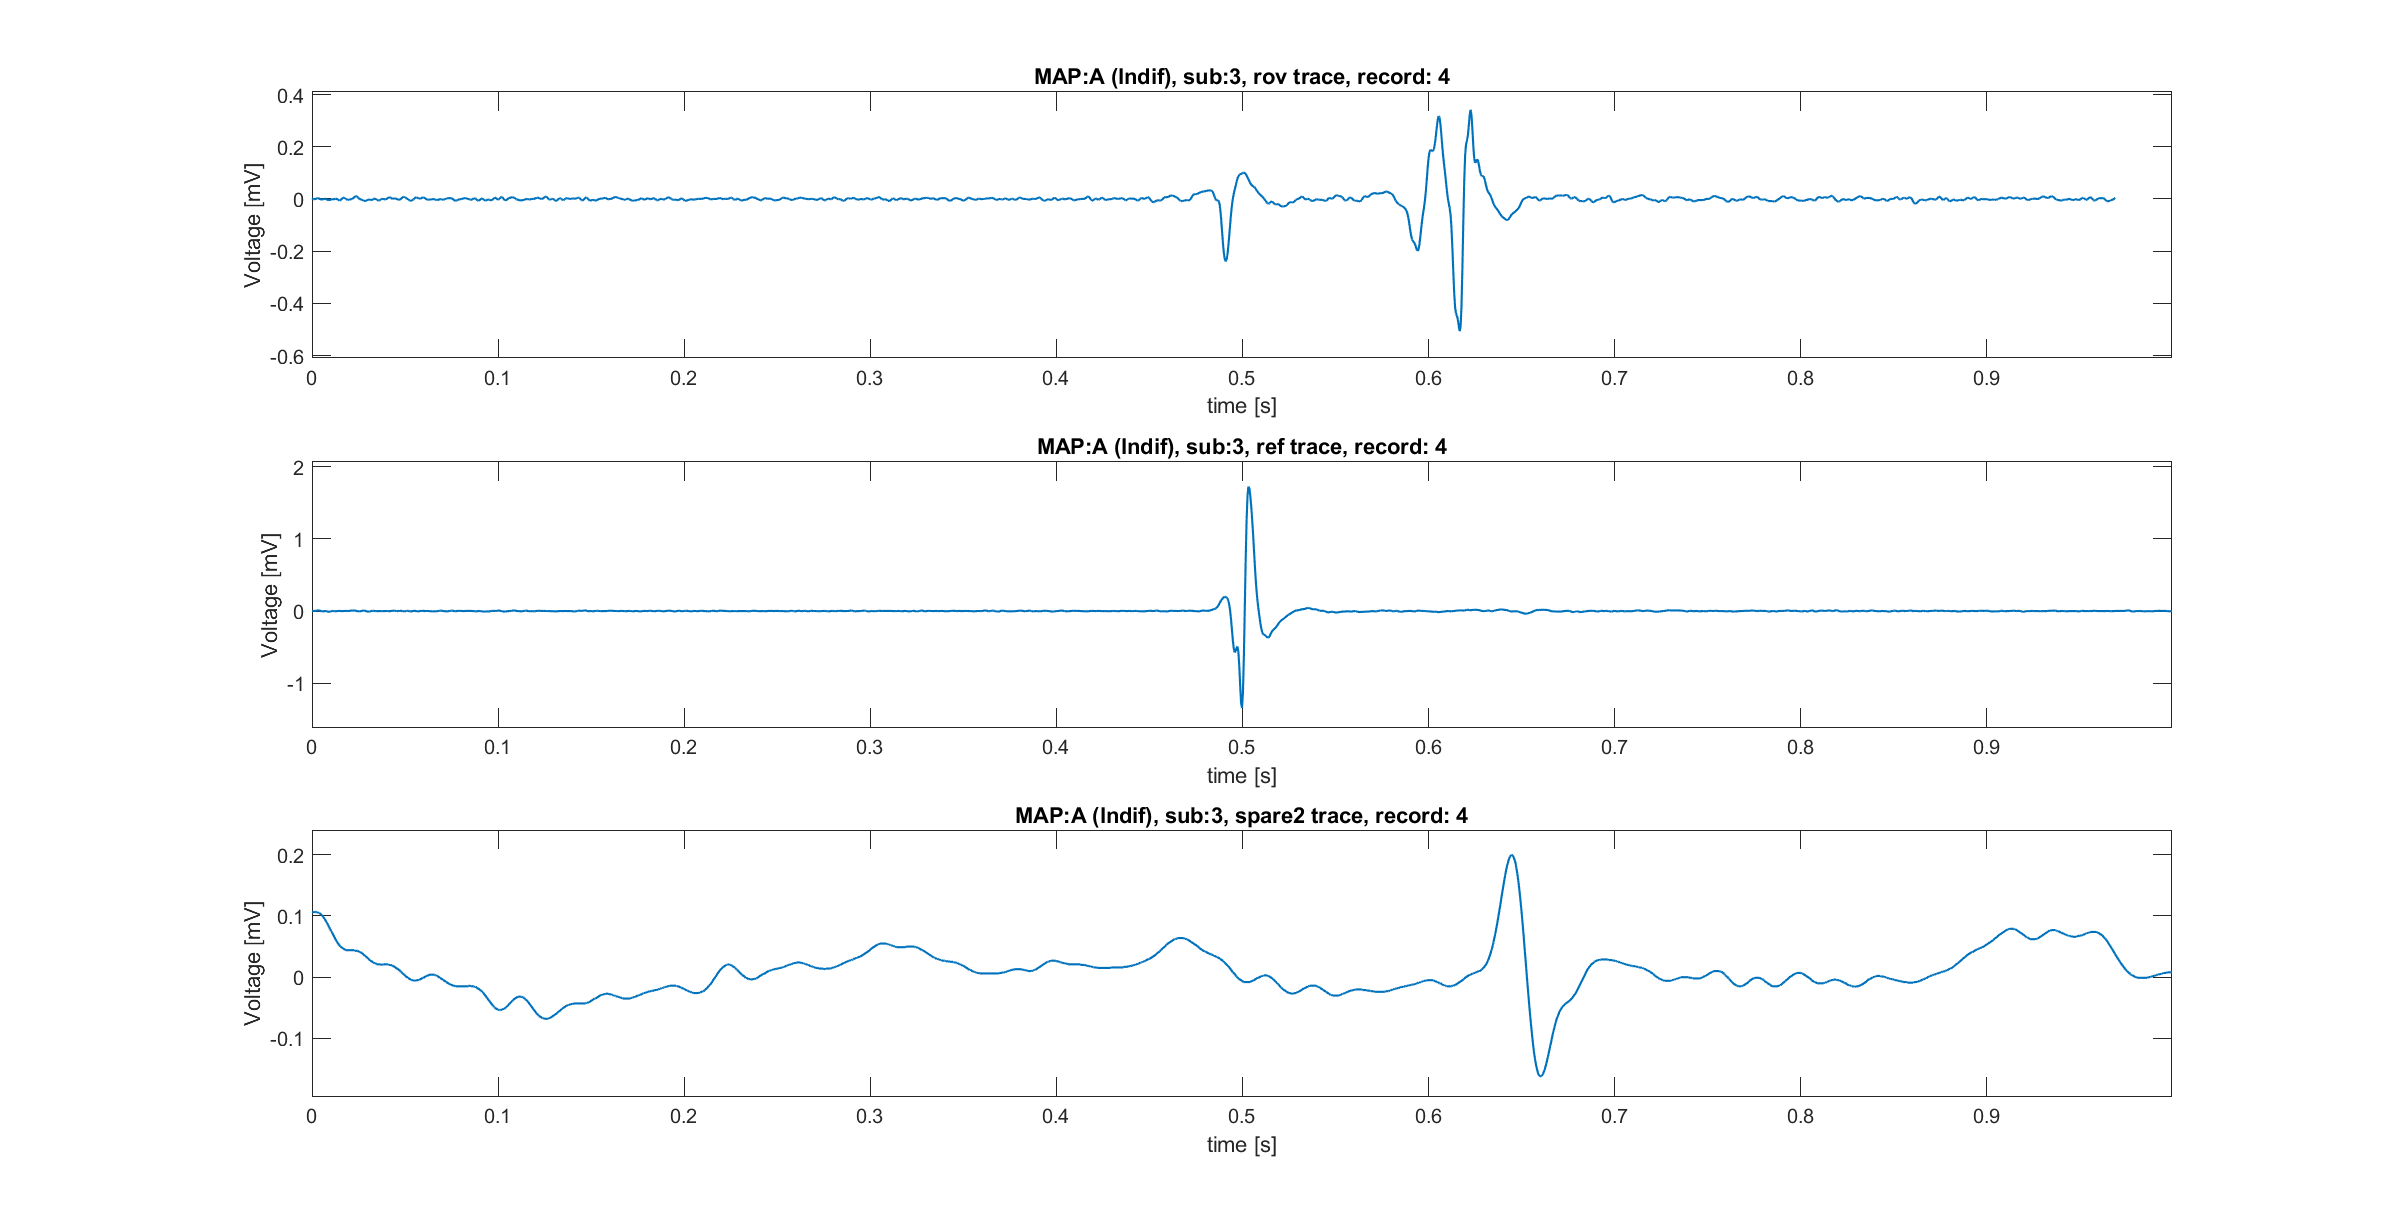 MAP:A (Indif), sub:3, rov trace, record: 4
0.4
0.2
0
-0.2
-0.4
-0.6
Voltage [mV]
0 0.1 0.2 0.3 0.4 0.5 0.6 0.7 0.8 0.9
time [s]
MAP:A (Indif), sub:3, ref trace, record: 4
2
1
0
-1
Voltage [mV]
0 0.1 0.2 0.3 0.4 0.5 0.6 0.7 0.8 0.9
time [s]
MAP:A (Indif), sub:3, spare2 trace, record: 4
0.2
0.1
0
-0.1
Voltage [mV]
0 0.1 0.2 0.3 0.4 0.5 0.6 0.7 0.8 0.9
time [s]